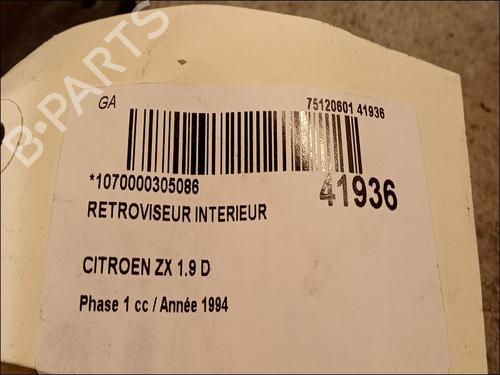 B-PARTS
GA
75120601 41936
*1070000305086
41936
RETROVISEUR INTERIEUR
CITROEN ZX 1.9 D
Phase 1 cc / Année 1994